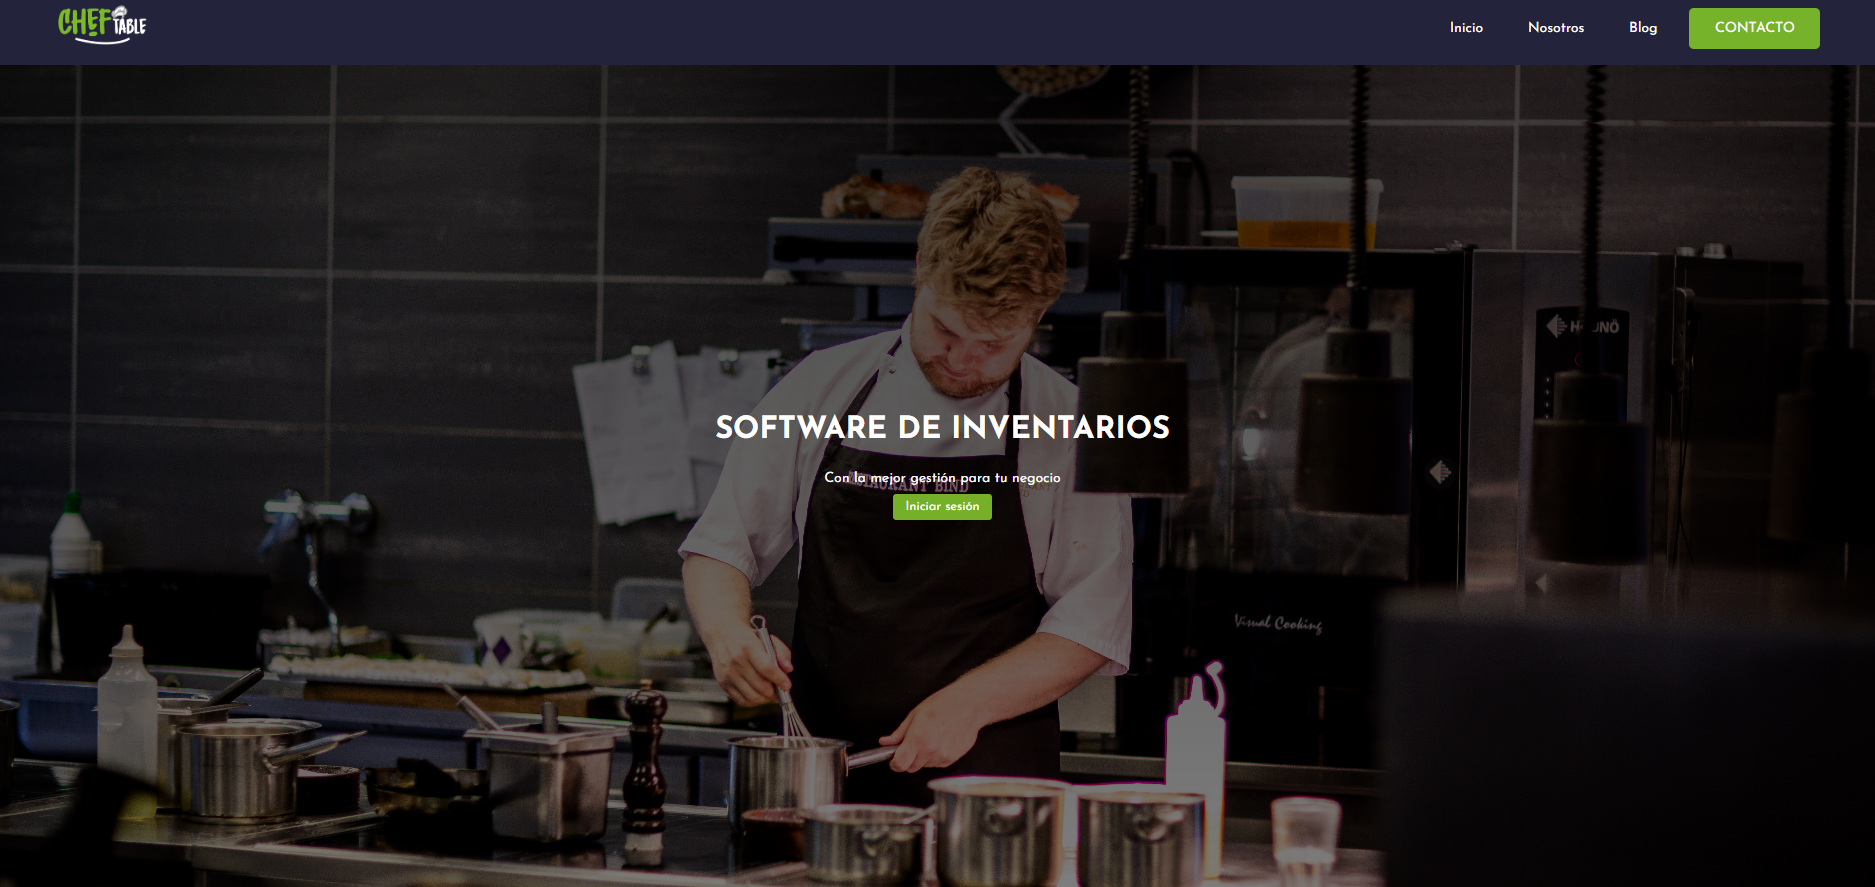 CHEF TABLE
Inicio
Nosotros
Blog
CONTACTO
SOFTWARE DE INVENTARIOS
Con la mejor gestión para tu negocio
BIND
Iniciar sesión
Visual Cooking